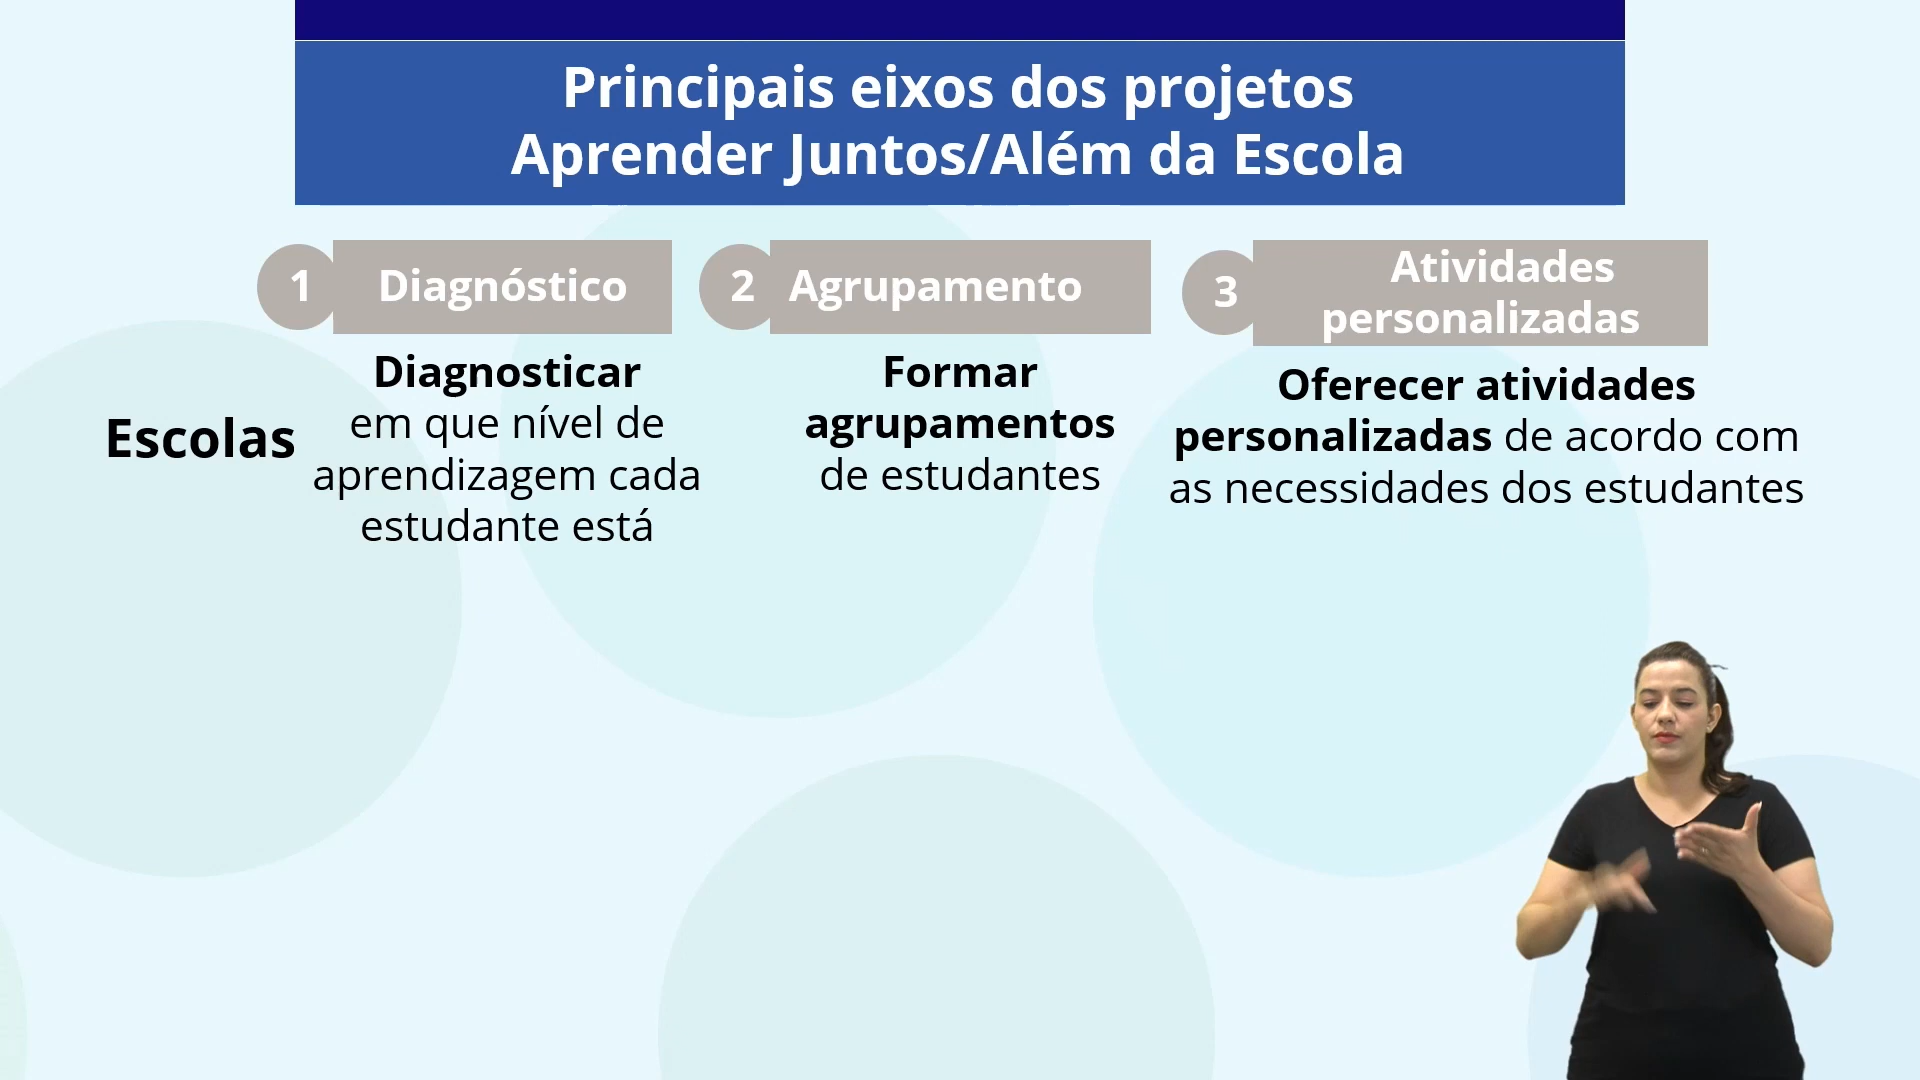 Principais eixos dos projetos
Aprender Juntos/Além da Escola
1
Diagnóstico
2
Agrupamento
3
Atividades
personalizadas
Escolas
Diagnosticar
em que nível de
aprendizagem cada
estudante está
Formar
agrupamentos
de estudantes
Oferecer atividades
personalizadas de acordo com
as necessidades dos estudantes